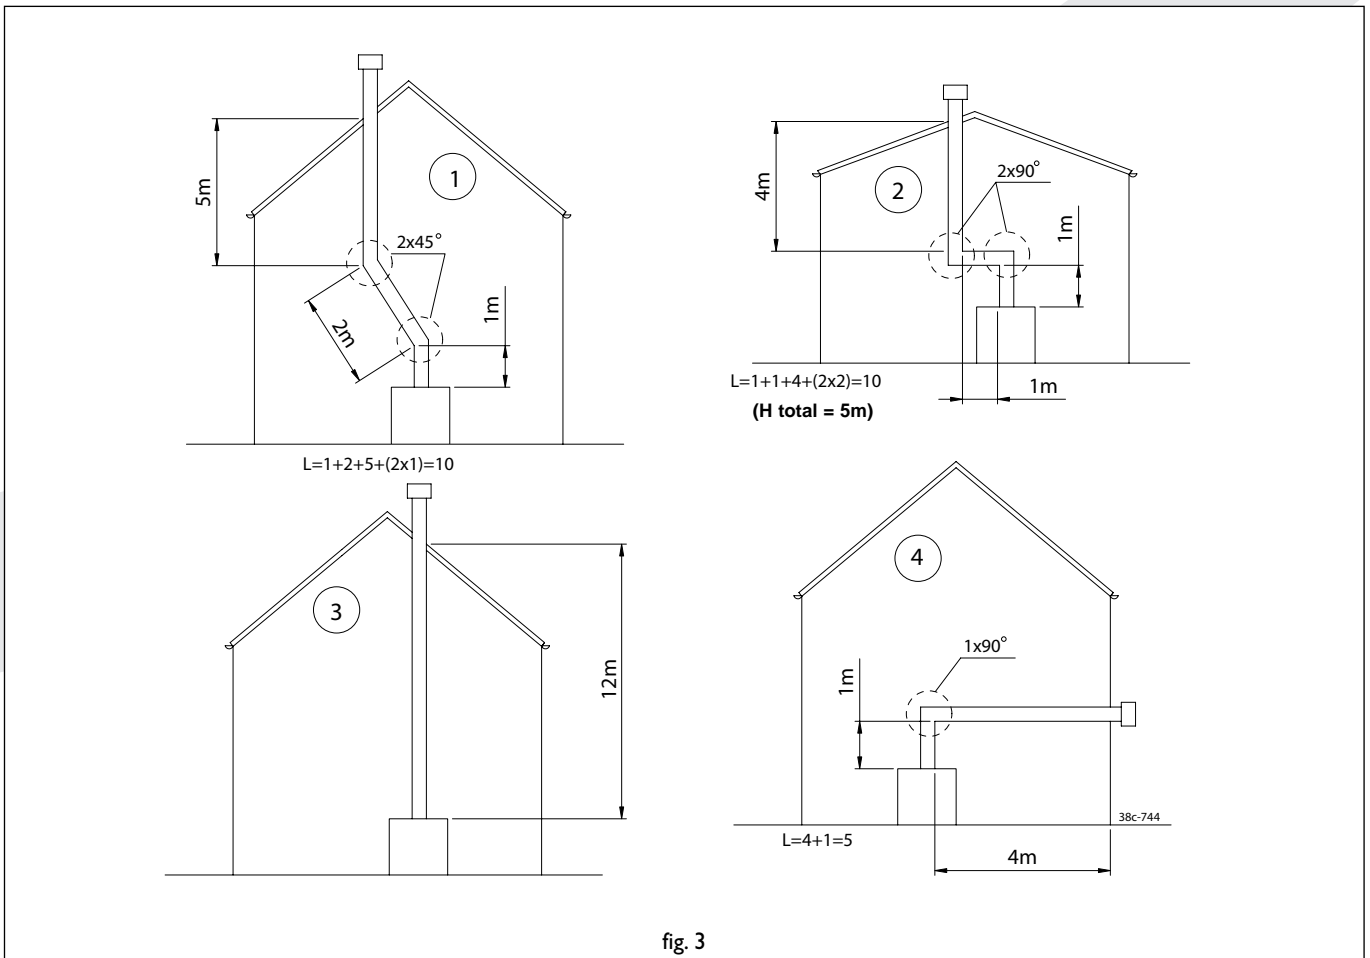 5m
1
2x45°
2m
1m
L=1+2+5+(2x1)=10
4m
2
2x90°
1m
L=1+1+4+(2x2)=10
1m
(H total = 5m)
3
12m
4
1x90°
1m
38c-744
L=4+1=5
4m
fig. 3